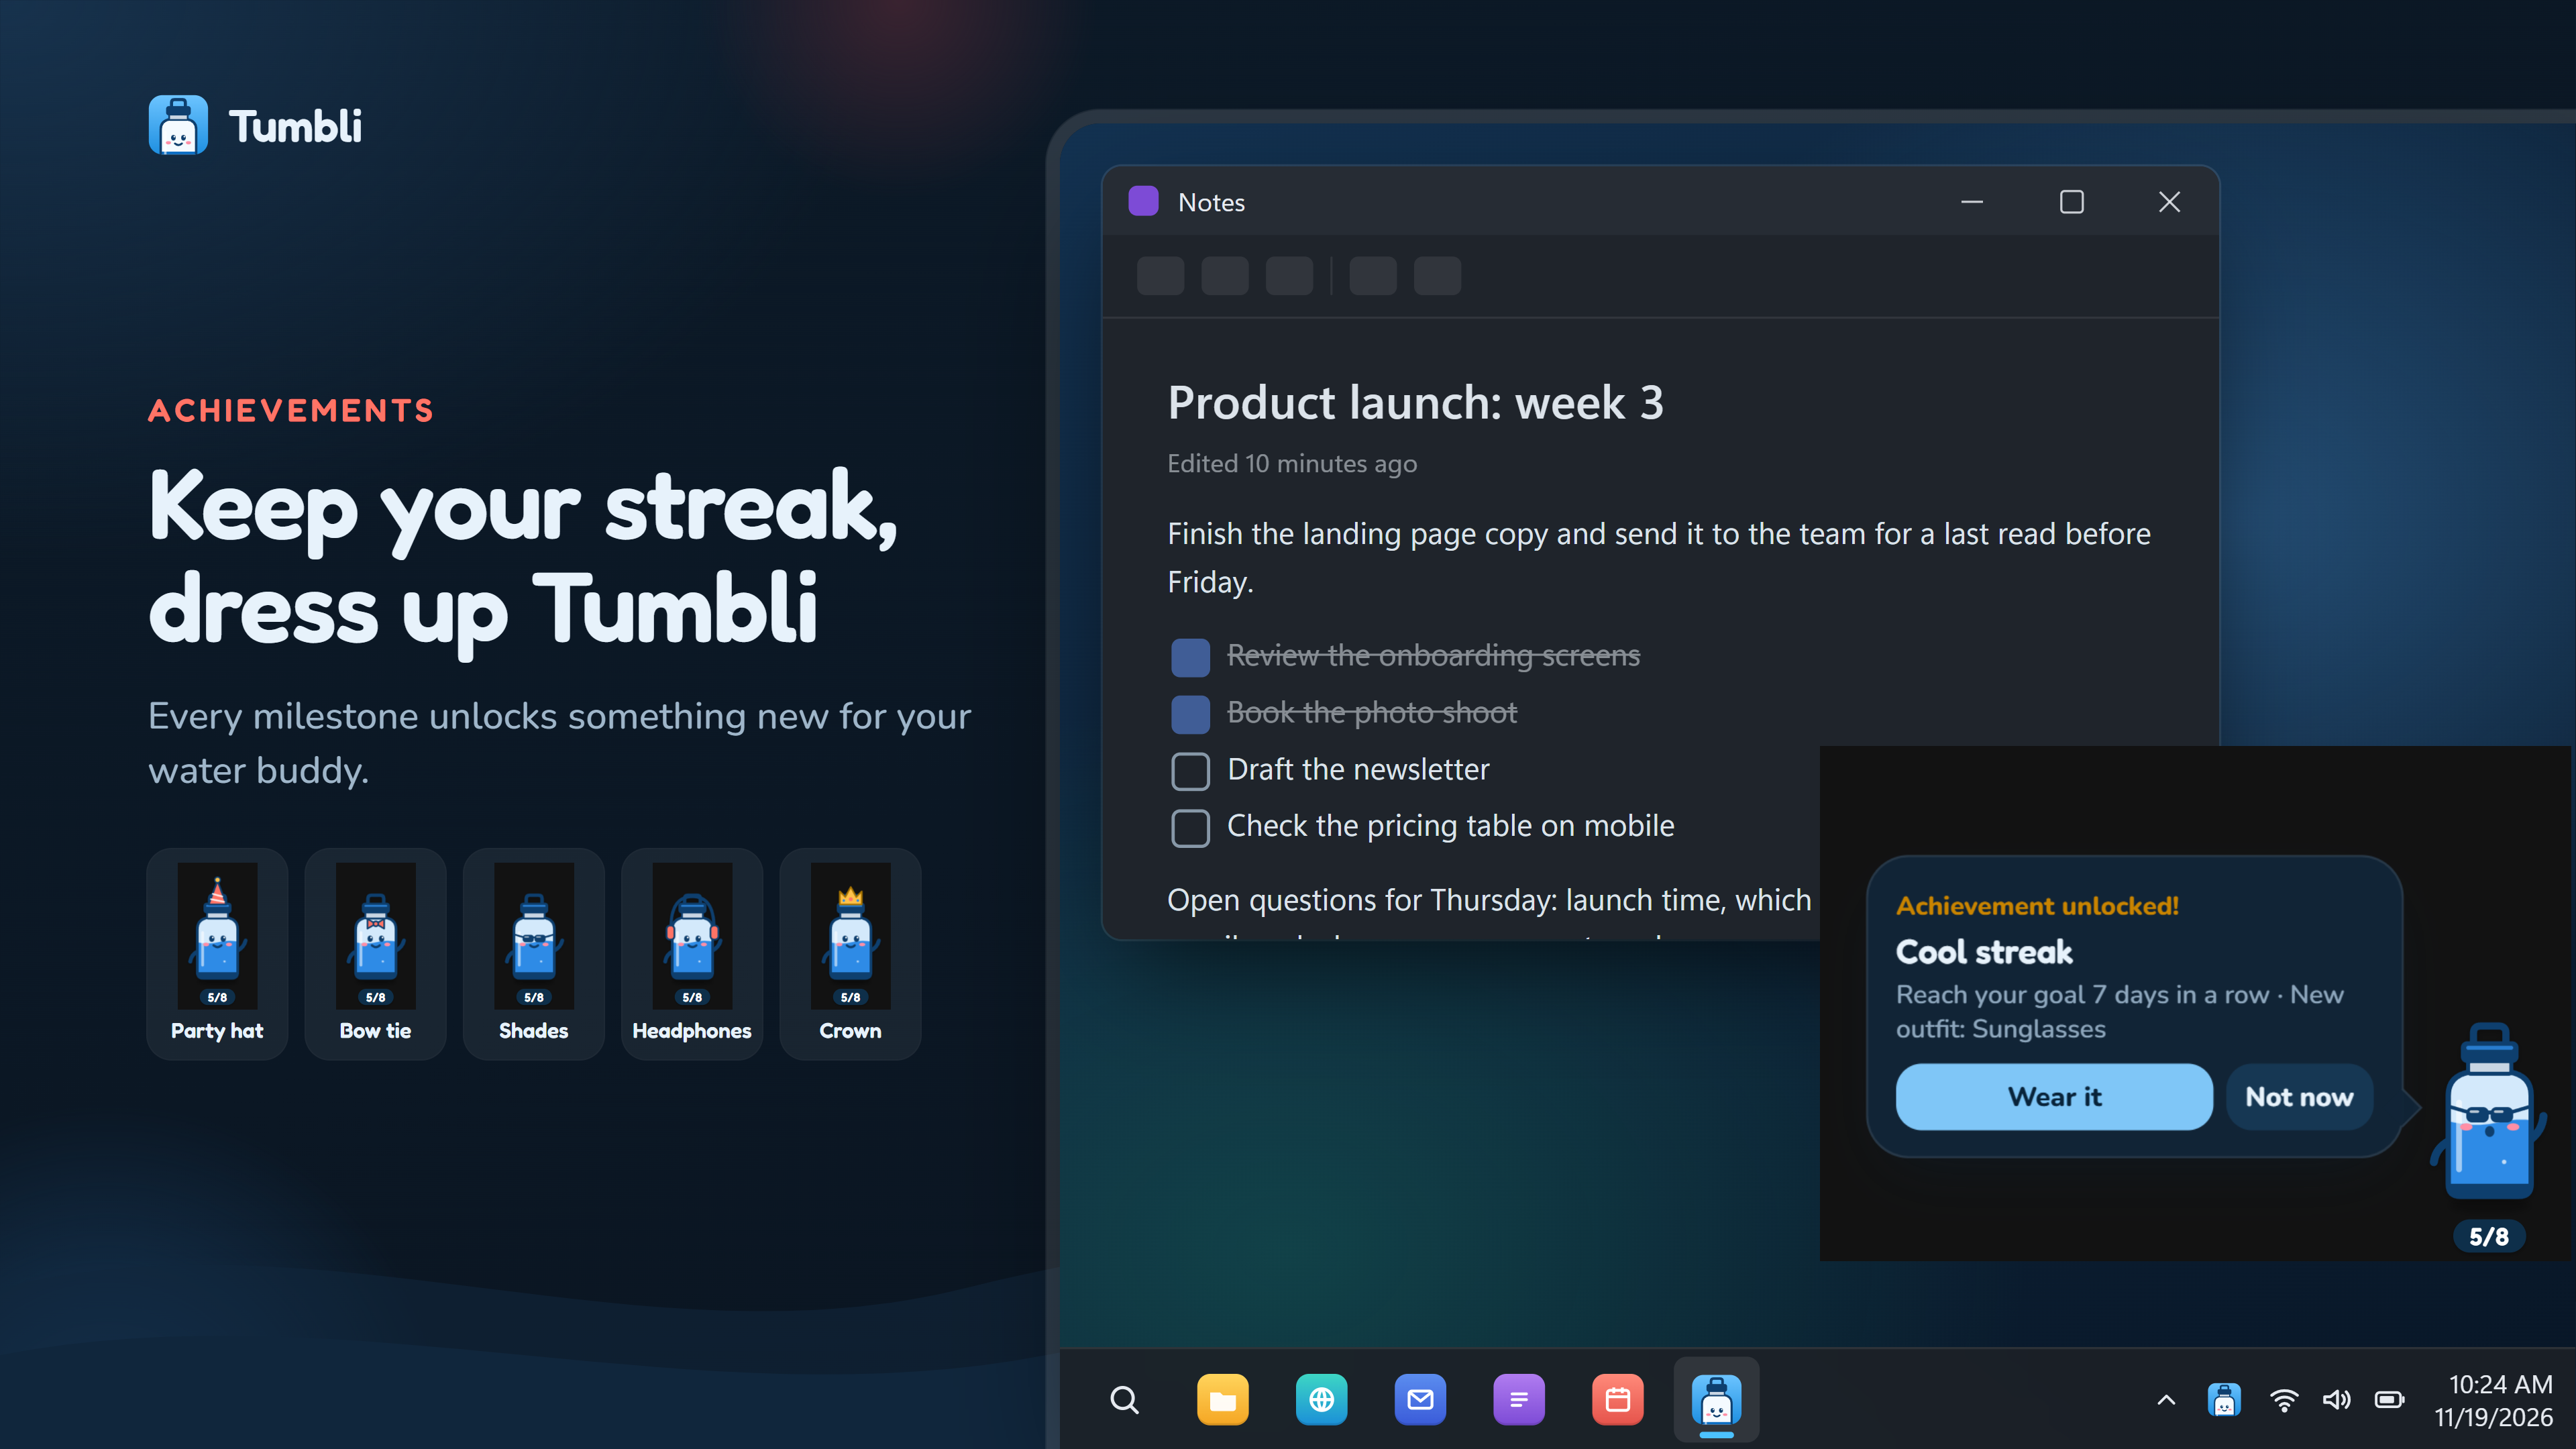 Tumbli
ACHIEVEMENTS
Keep your streak,
dress up Tumbli
Every milestone unlocks something new for your
water buddy.
5/8
Party hat
5/8
Bow tie
5/8
Shades
5/8
Headphones
5/8
Crown
Notes
Product launch: week 3
Edited 10 minutes ago
Finish the landing page copy and send it to the team for a last read before
Friday.
Review the onboarding screens
Book the photo shoot
Draft the newsletter
Check the pricing table on mobile
Open questions for Thursday: launch time, which
Achievement unlocked!
Cool streak
Reach your goal 7 days in a row · New
outfit: Sunglasses
Wear it
Not now
5/8
10:24 AM
11/19/2026